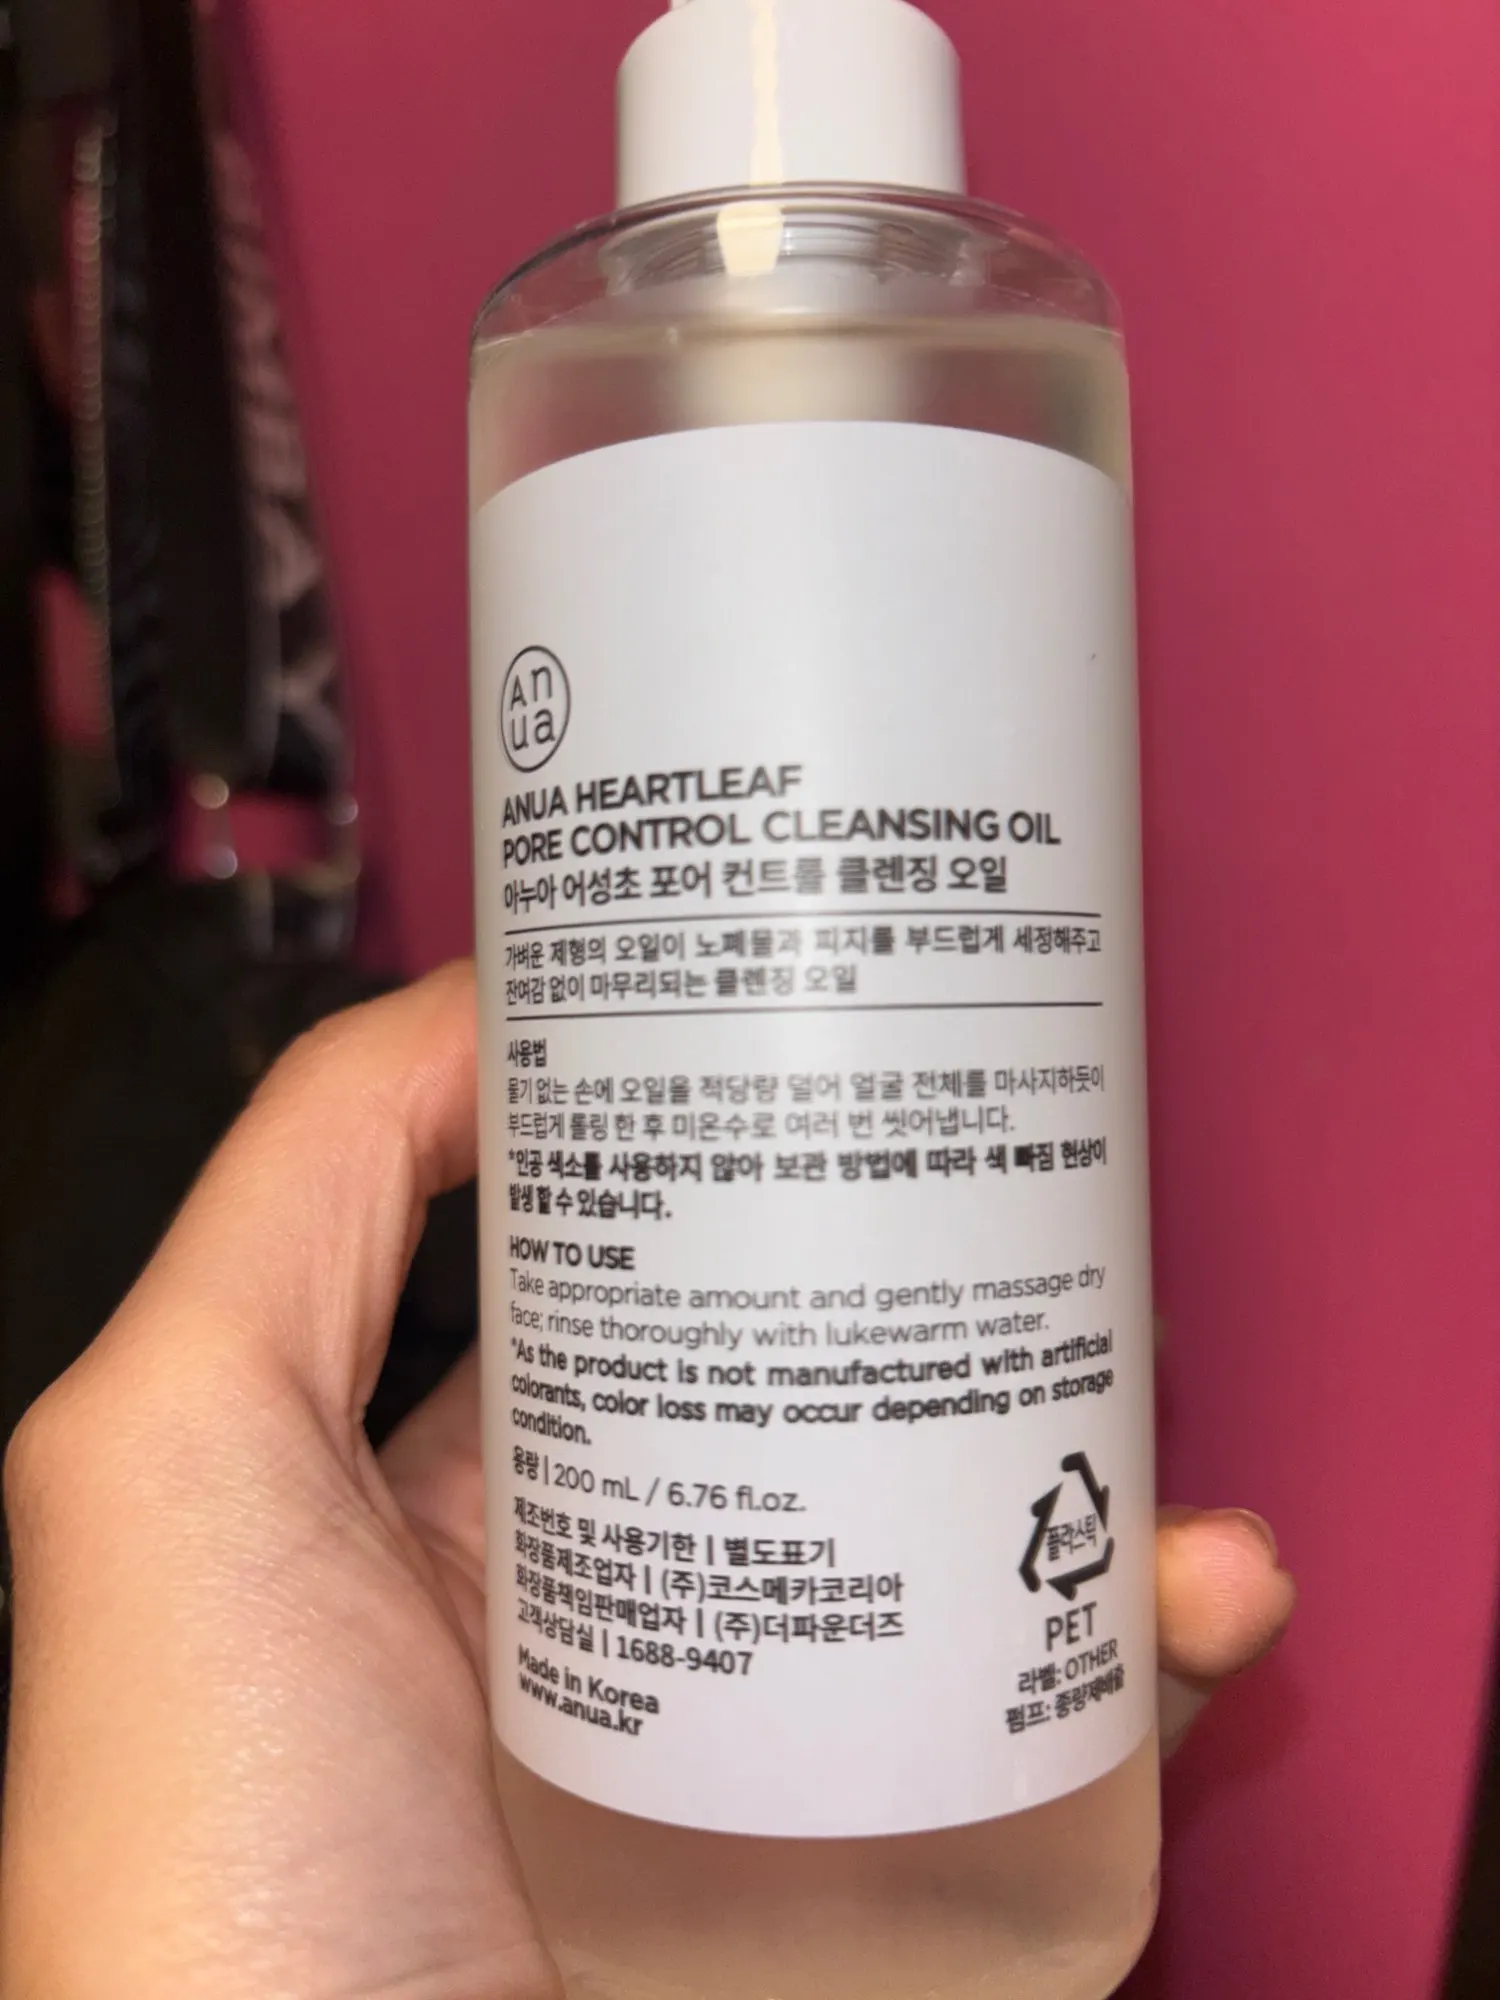 An
ua
ANUA HEARTLEAF
PORE CONTROL CLEANSING OIL
아누아 어성초 포어 컨트롤 클렌징 오일
가벼운 제형의 오일이 노폐물과 피지를 부드럽게 세정해주고
잔여감 없이 마무리되는 클렌징 오일
사용법
물기 없는 손에 오일을 적당량 덜어 얼굴 전체를 마사지하듯이
부드럽게 롤링 한 후 미온수로 여러 번 씻어냅니다.
*인공 색소를 사용하지 않아 보관 방법에 따라 색 빠짐 현상이
발생 할 수 있습니다.
HOW TO USE
Take appropriate amount and gently massage dry
face; rinse thoroughly with lukewarm water.
*As the product is not manufactured with artificial
colorants, color loss may occur depending on storage
condition.
용량 | 200 mL / 6.76 fl.oz.
제조번호 및 사용기한 | 별도표기
화장품제조업자 | (주)코스메카코리아
화장품책임판매업자 | (주)더파운더즈
고객상담실 | 1688-9407
Made in Korea
www.anua.kr
플라스틱
PET
라벨: OTHER
펌프: 종량제배출